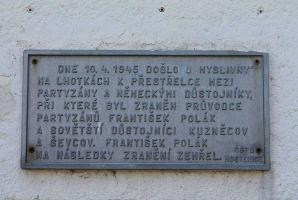 DNE 10.4.1945 DOŠLO U MYSLIVNY
NA LHOTKÁCH K PŘESTŘELCE MEZI
PARTYZÁNY A NĚMECKÝMI DŮSTOJNÍKY,
PŘI KTERÉ BYL ZRANĚN PRŮVODCE
PARTYZÁNŮ FRANTIŠEK POLÁK
A SOVĚTŠTÍ DŮSTOJNÍCI KUZNĚCOV
A ŠEVCOV. FRANTIŠEK POLÁK
NA NÁSLEDKY ZRANĚNÍ ZEMŘEL.